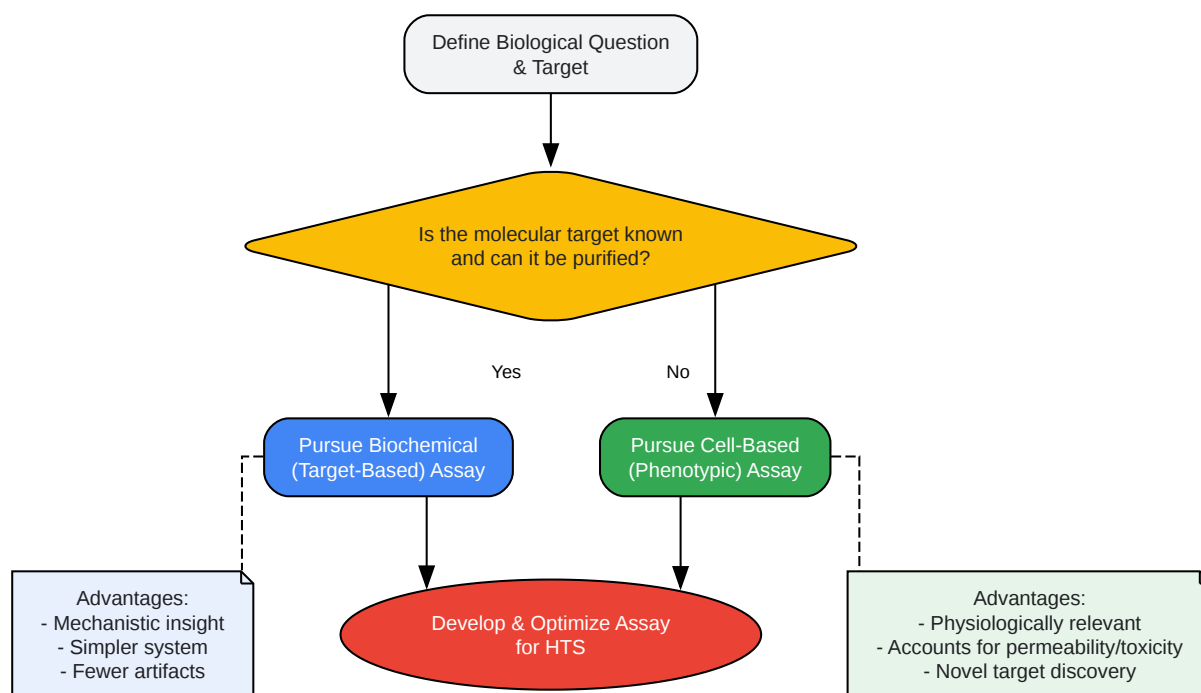 Define Biological Question
& Target
Is the molecular target known
and can it be purified?
Yes
No
Pursue Biochemical
(Target-Based) Assay
Pursue Cell-Based
(Phenotypic) Assay
Advantages:
- Mechanistic insight
- Simpler system
- Fewer artifacts
Develop & Optimize Assay
for HTS
Advantages:
- Physiologically relevant
- Accounts for permeability/toxicity
- Novel target discovery